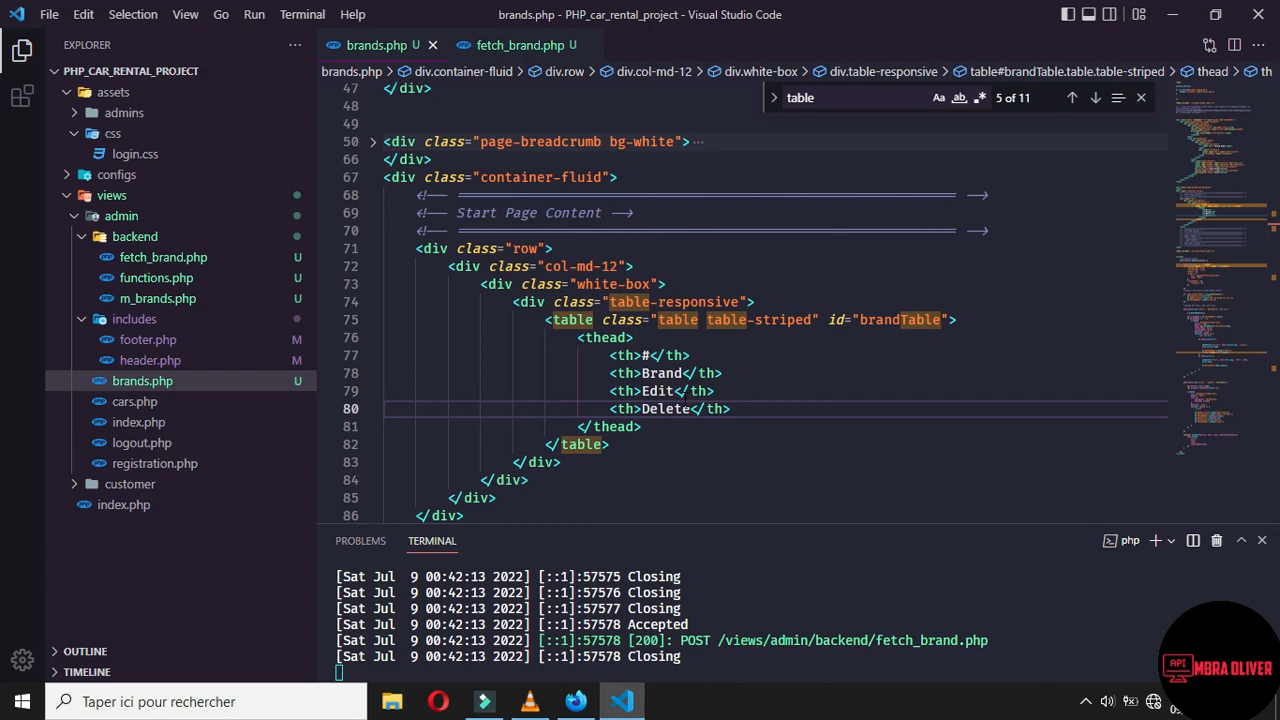 File Edit Selection View Go Run Terminal Help
brands.php - PHP_car_rental_project - Visual Studio Code
EXPLORER
PHP_CAR_RENTAL_PROJECT
assets
admins
css
login.css
configs
views
admin
backend
fetch_brand.php U
functions.php U
m_brands.php U
includes
footer.php M
header.php M
brands.php U
cars.php
index.php
logout.php
registration.php
customer
index.php
OUTLINE
TIMELINE
brands.php U
fetch_brand.php U
brands.php > div.container-fluid > div.row > div.col-md-12 > div.white-box > div.table-responsive > table#brandTable.table.table-striped > thead > th
table
Aa ab .*
5 of 11
47 </div>
48
49
50 <div class="page-breadcrumb bg-white"> ...
66 </div>
67 <div class="container-fluid">
68 <!-- ============================================================== -->
69 <!-- Start Page Content -->
70 <!-- ============================================================== -->
71 <div class="row">
72 <div class="col-md-12">
73 <div class="white-box">
74 <div class="table-responsive">
75 <table class="table table-striped" id="brandTable">
76 <thead>
77 <th>#</th>
78 <th>Brand</th>
79 <th>Edit</th>
80 <th>Delete</th>
81 </thead>
82 </table>
83 </div>
84 </div>
85 </div>
86 </div>
PROBLEMS TERMINAL
php
[Sat Jul  9 00:42:13 2022] [::1]:57575 Closing
[Sat Jul  9 00:42:13 2022] [::1]:57576 Closing
[Sat Jul  9 00:42:13 2022] [::1]:57577 Closing
[Sat Jul  9 00:42:13 2022] [::1]:57578 Accepted
[Sat Jul  9 00:42:13 2022] [::1]:57578 [200]: POST /views/admin/backend/fetch_brand.php
[Sat Jul  9 00:42:13 2022] [::1]:57578 Closing
Taper ici pour rechercher
API
MBRA OLIVER